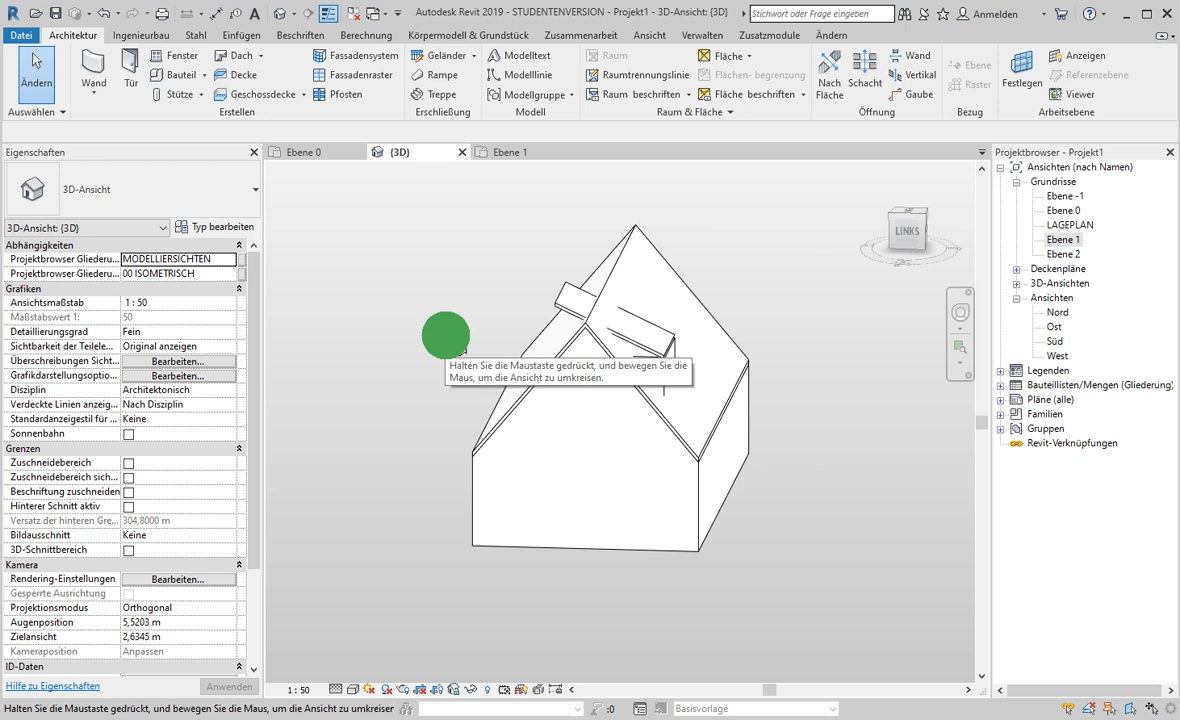 Autodesk Revit 2019 - STUDENTENVERSION - Projekt1 - 3D-Ansicht: {3D}
Stichwort oder Frage eingeben
Anmelden
Datei Architektur Ingenieurbau Stahl Einfügen Beschriften Berechnung Körpermodell & Grundstück Zusammenarbeit Ansicht Verwalten Zusatzmodule Ändern
Ändern
Auswählen
Wand
Tür
Fenster
Bauteil
Stütze
Dach
Decke
Geschossdecke
Fassadensystem
Fassadenraster
Pfosten
Erstellen
Geländer
Rampe
Treppe
Erschließung
Modelltext
Modelllinie
Modellgruppe
Modell
Raum
Raumtrennungslinie
Raum beschriften
Fläche
Flächen- begrenzung
Fläche beschriften
Raum & Fläche
Nach Fläche
Schacht
Wand
Vertikal
Gaube
Öffnung
Ebene
Raster
Bezug
Festlegen
Anzeigen
Referenzebene
Viewer
Arbeitsebene
Eigenschaften
3D-Ansicht
3D-Ansicht: {3D}
Typ bearbeiten
Abhängigkeiten
Projektbrowser Gliederu... MODELLIERSICHTEN
Projektbrowser Gliederu... 00 ISOMETRISCH
Grafiken
Ansichtsmaßstab 1 : 50
Maßstabswert 1: 50
Detaillierungsgrad Fein
Sichtbarkeit der Teilele... Original anzeigen
Überschreibungen Sicht... Bearbeiten...
Grafikdarstellungsoptio... Bearbeiten...
Disziplin Architektonisch
Verdeckte Linien anzeig... Nach Disziplin
Standardanzeigestil für ... Keine
Sonnenbahn
Grenzen
Zuschneidebereich
Zuschneidebereich sich...
Beschriftung zuschneiden
Hinterer Schnitt aktiv
Versatz der hinteren Gre... 304,8000 m
Bildausschnitt Keine
3D-Schnittbereich
Kamera
Rendering-Einstellungen Bearbeiten...
Gesperrte Ausrichtung
Projektionsmodus Orthogonal
Augenposition 5,5203 m
Zielansicht 2,6345 m
Kameraposition Anpassen
ID-Daten
Hilfe zu Eigenschaften
Anwenden
Ebene 0
{3D}
Ebene 1
LINKS
Halten Sie die Maustaste gedrückt, und bewegen Sie die
Maus, um die Ansicht zu umkreisen.
1 : 50
Projektbrowser - Projekt1
Ansichten (nach Namen)
Grundrisse
Ebene -1
Ebene 0
LAGEPLAN
Ebene 1
Ebene 2
Deckenpläne
3D-Ansichten
Ansichten
Nord
Ost
Süd
West
Legenden
Bauteillisten/Mengen (Gliederung)
Pläne (alle)
Familien
Gruppen
Revit-Verknüpfungen
Halten Sie die Maustaste gedrückt, und bewegen Sie die Maus, um die Ansicht zu umkreiser
:0
Basisvorlage